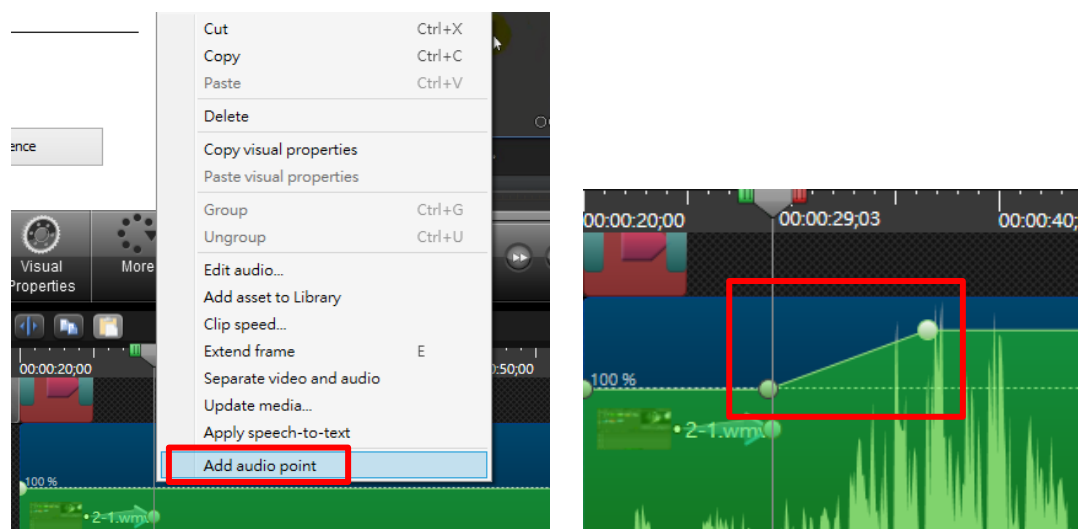 Cut Ctrl+X
Copy Ctrl+C
Paste Ctrl+V
Delete
ence
Copy visual properties
Paste visual properties
Group Ctrl+G
Ungroup Ctrl+U
Visual
Properties
More
Edit audio...
Add asset to Library
Clip speed...
Extend frame E
Separate video and audio
Update media...
Apply speech-to-text
Add audio point
00:00:20;00
0:50;00
100 %
2-1.wmv
00:00:20;00 00:00:29;03 00:00:40;
100 %
2-1.wmv